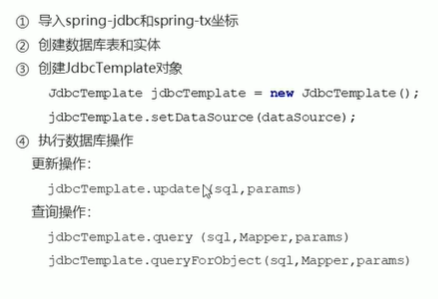 ① 导入spring-jdbc和spring-tx坐标
② 创建数据库表和实体
③ 创建JdbcTemplate对象
JdbcTemplate jdbcTemplate = new JdbcTemplate();
jdbcTemplate.setDataSource(dataSource);
④ 执行数据库操作
更新操作：
jdbcTemplate.update (sql,params)
查询操作：
jdbcTemplate.query (sql,Mapper,params)
jdbcTemplate.queryForObject(sql,Mapper,params)